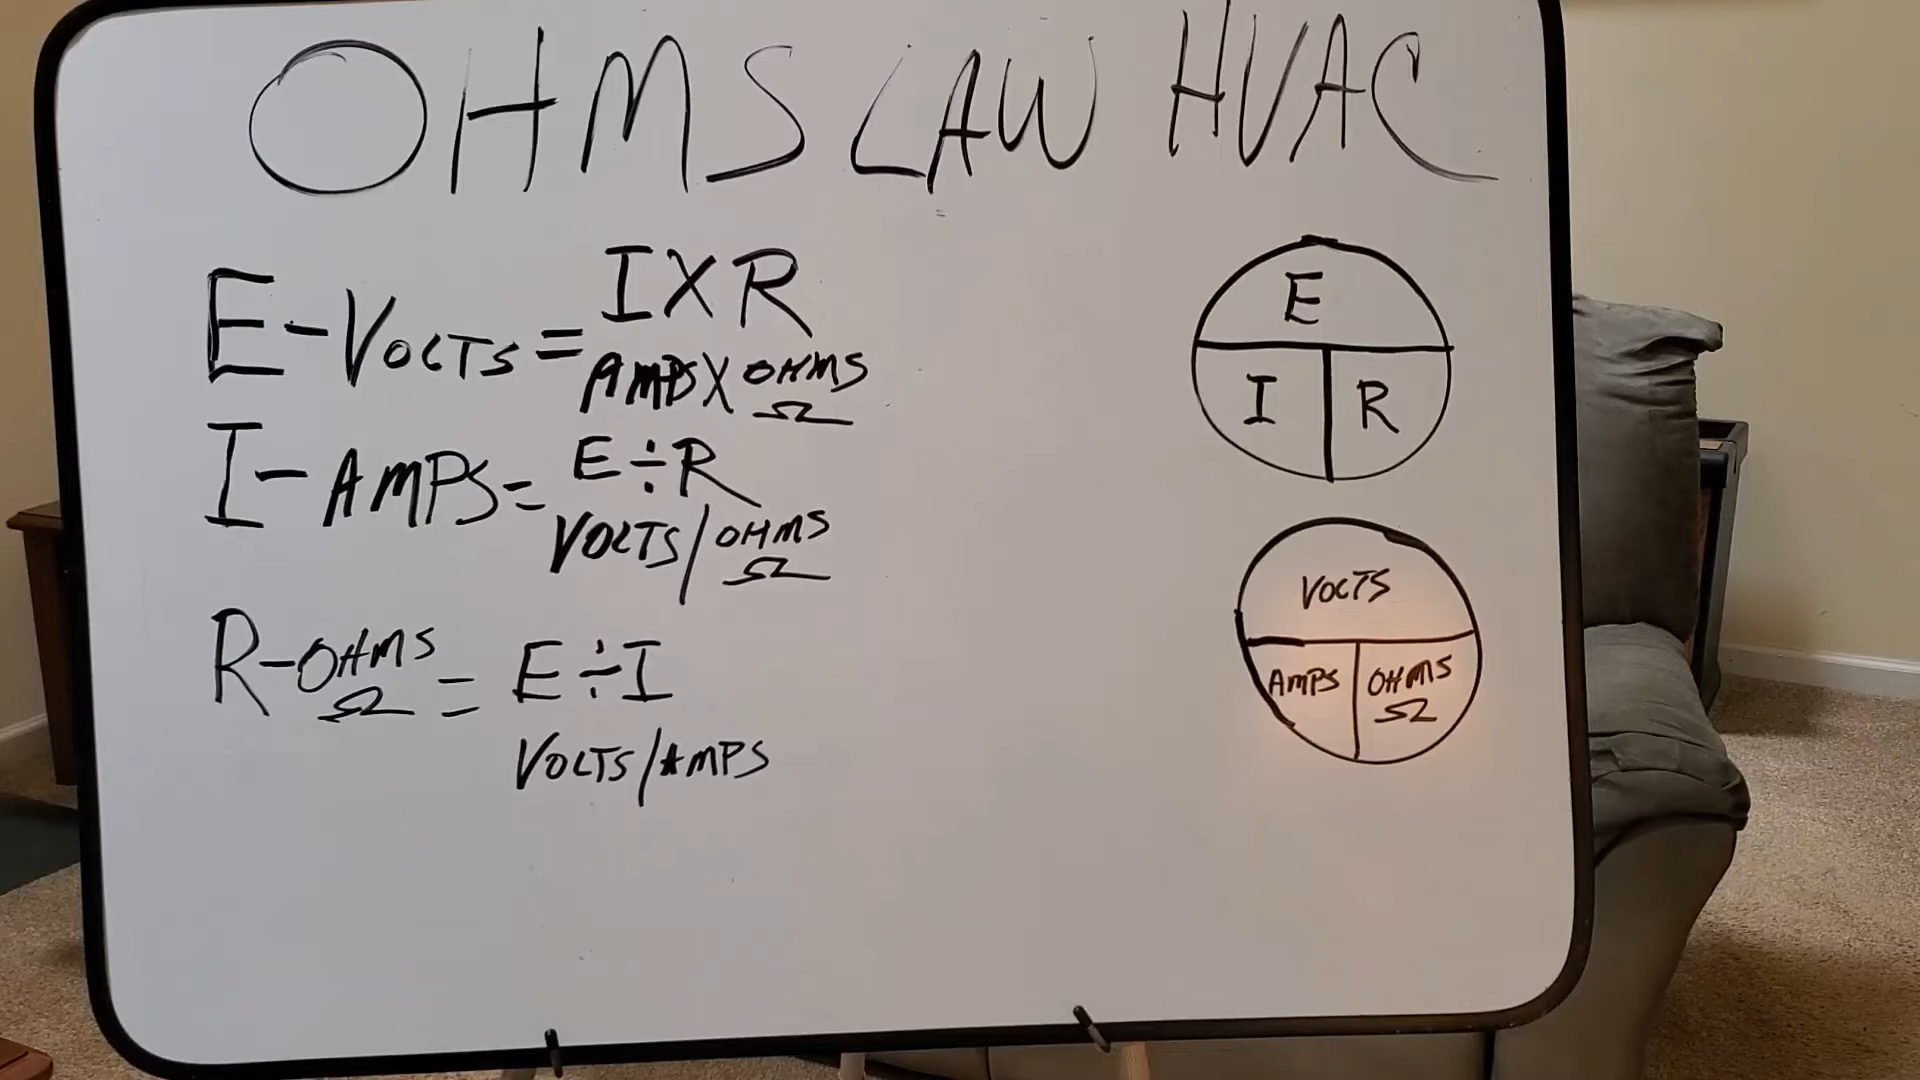 OHMS LAW HVAC
E-VOLTS = I X R
AMPS X OHMS
Ω
I-AMPS = E ÷ R
VOLTS/OHMS
Ω
R-OHMS = E ÷ I
Ω
VOLTS/AMPS
E
I R
VOLTS
AMPS OHMS
Ω